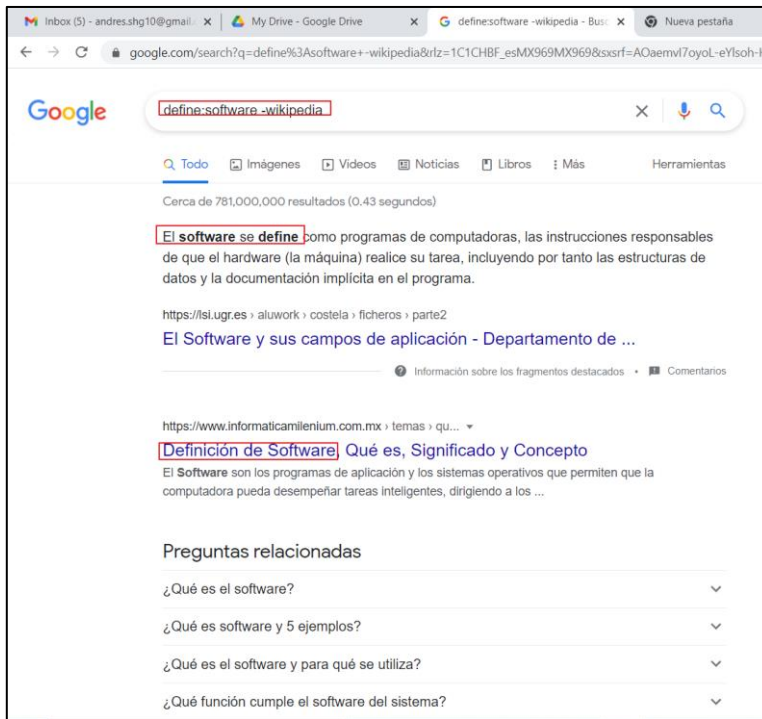 Inbox (5) - andres.shg10@gmail.c
My Drive - Google Drive
define:software -wikipedia - Busc
Nueva pestaña
google.com/search?q=define%3Asoftware+-wikipedia&rlz=1C1CHBF_esMX969MX969&sxsrf=AOaemvI7oyoL-eYlsoh-H
Google
define:software -wikipedia
Todo
Imágenes
Videos
Noticias
Libros
Más
Herramientas
Cerca de 781,000,000 resultados (0.43 segundos)
El software se define como programas de computadoras, las instrucciones responsables
de que el hardware (la máquina) realice su tarea, incluyendo por tanto las estructuras de
datos y la documentación implícita en el programa.
https://lsi.ugr.es › aluwork › costela › ficheros › parte2
El Software y sus campos de aplicación - Departamento de ...
Información sobre los fragmentos destacados • Comentarios
https://www.informaticamilenium.com.mx › temas › qu...
Definición de Software, Qué es, Significado y Concepto
El Software son los programas de aplicación y los sistemas operativos que permiten que la
computadora pueda desempeñar tareas inteligentes, dirigiendo a los ...
Preguntas relacionadas
¿Qué es el software?
¿Qué es software y 5 ejemplos?
¿Qué es el software y para qué se utiliza?
¿Qué función cumple el software del sistema?